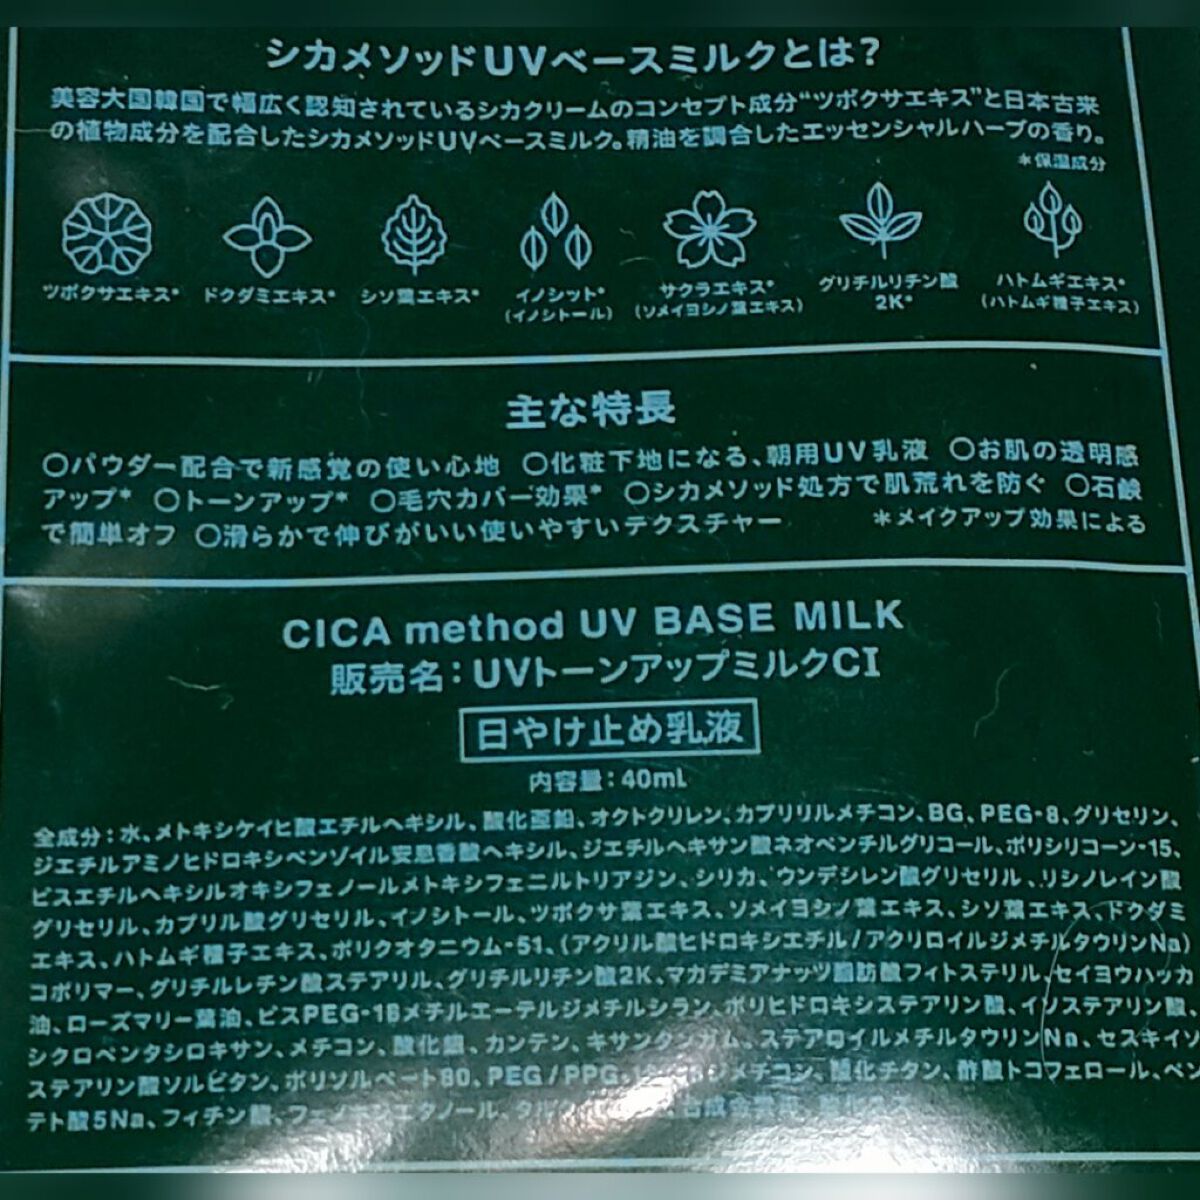 シカメソッドUVベースミルクとは?
美容大国韓国で幅広く認知されているシカクリームのコンセプト成分"ツボクサエキス"と日本古来
の植物成分を配合したシカメソッドUVベースミルク。精油を調合したエッセンシャルハーブの香り。
*保湿成分
ツボクサエキス* ドクダミエキス* シソ葉エキス* イノシット* サクラエキス* グリチルリチン酸 ハトムギエキス*
(イノシトール) (ソメイヨシノ葉エキス) 2K* (ハトムギ種子エキス)
主な特長
○パウダー配合で新感覚の使い心地 ○化粧下地になる、朝用UV乳液 ○お肌の透明感
アップ* ○トーンアップ* ○毛穴カバー効果* ○シカメソッド処方で肌荒れを防ぐ ○石鹸
で簡単オフ ○滑らかで伸びがいい使いやすいテクスチャー *メイクアップ効果による
CICA method UV BASE MILK
販売名:UVトーンアップミルクCI
日やけ止め乳液
内容量:40mL
全成分:水、メトキシケイヒ酸エチルヘキシル、酸化亜鉛、オクトクリレン、カプリリルメチコン、BG、PEG-8、グリセリン、
ジエチルアミノヒドロキシベンゾイル安息香酸ヘキシル、ジエチルヘキサン酸ネオペンチルグリコール、ポリシリコーン-15、
ビスエチルヘキシルオキシフェノールメトキシフェニルトリアジン、シリカ、ウンデシレン酸グリセリル、リシノレイン酸
グリセリル、カプリル酸グリセリル、イノシトール、ツボクサ葉エキス、ソメイヨシノ葉エキス、シソ葉エキス、ドクダミ
エキス、ハトムギ種子エキス、ポリクオタニウム-51、(アクリル酸ヒドロキシエチル/アクリロイルジメチルタウリンNa)
コポリマー、グリチルレチン酸ステアリル、グリチルリチン酸2K、マカデミアナッツ脂肪酸フィトステリル、セイヨウハッカ
油、ローズマリー葉油、ビスPEG-18メチルエーテルジメチルシラン、ポリヒドロキシステアリン酸、イソステアリン酸、
シクロペンタシロキサン、メチコン、酸化銀、カンテン、キサンタンガム、ステアロイルメチルタウリンNa、セスキイソ
ステアリン酸ソルビタン、ポリソルベート80、PEG/PPG- ジメチコン、酸化チタン、酢酸トコフェロール、ペン
テト酸5Na、フィチン酸、フェノキシエタノール、